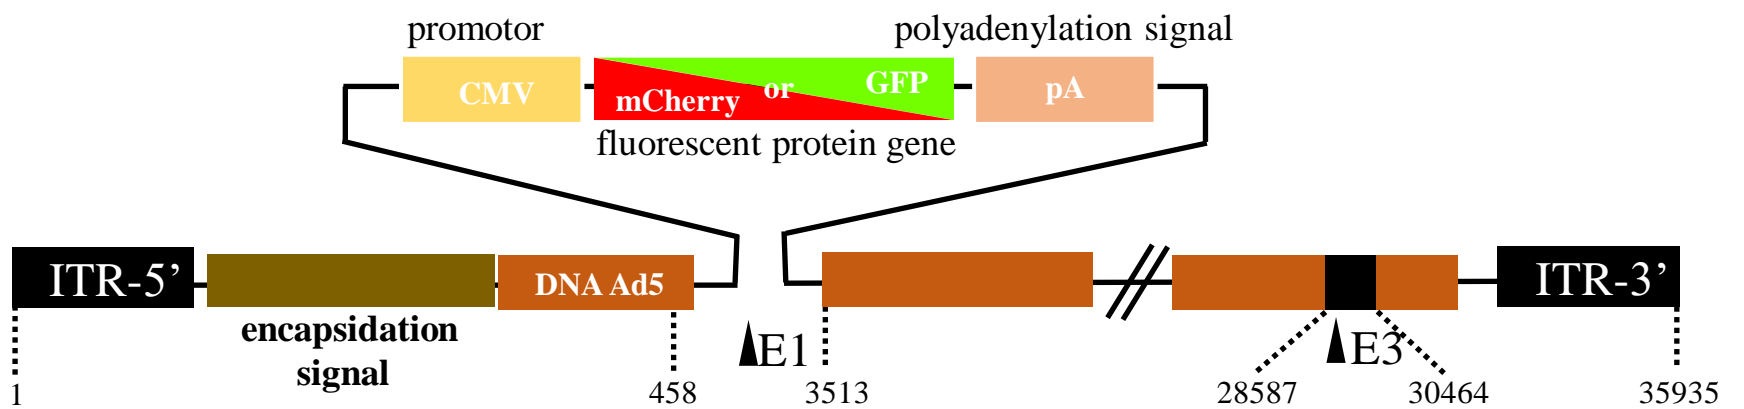 promotor
polyadenylation signal
CMV
mCherry or GFP
pA
fluorescent protein gene
ITR-5’
DNA Ad5
ITR-3’
encapsidation
signal
E1
E3
1
458
3513
28587
30464
35935